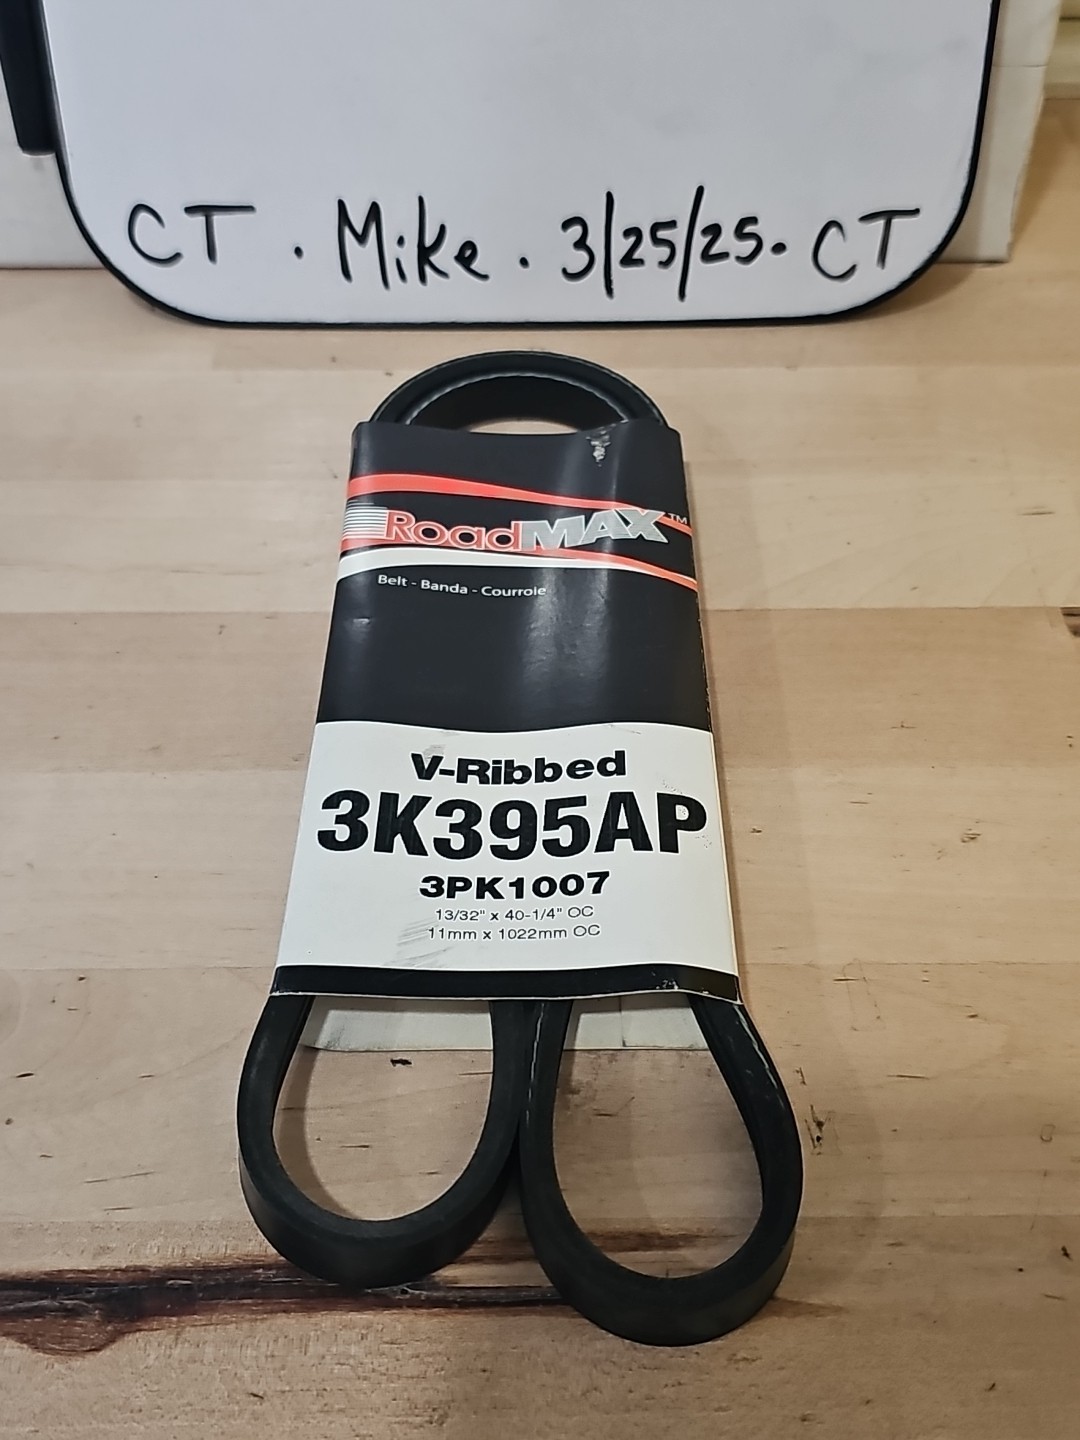 CT . Mike . 3/25/25. CT
RoadMAX™
Belt - Banda - Courroie
V-Ribbed
3K395AP
3PK1007
13/32" x 40-1/4" OC
11mm x 1022mm OC